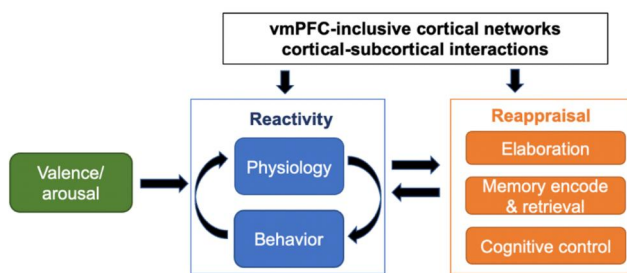 vmPFC-inclusive cortical networks
cortical-subcortical interactions
Reactivity
Reappraisal
Valence/
arousal
Physiology
Behavior
Elaboration
Memory encode
& retrieval
Cognitive control